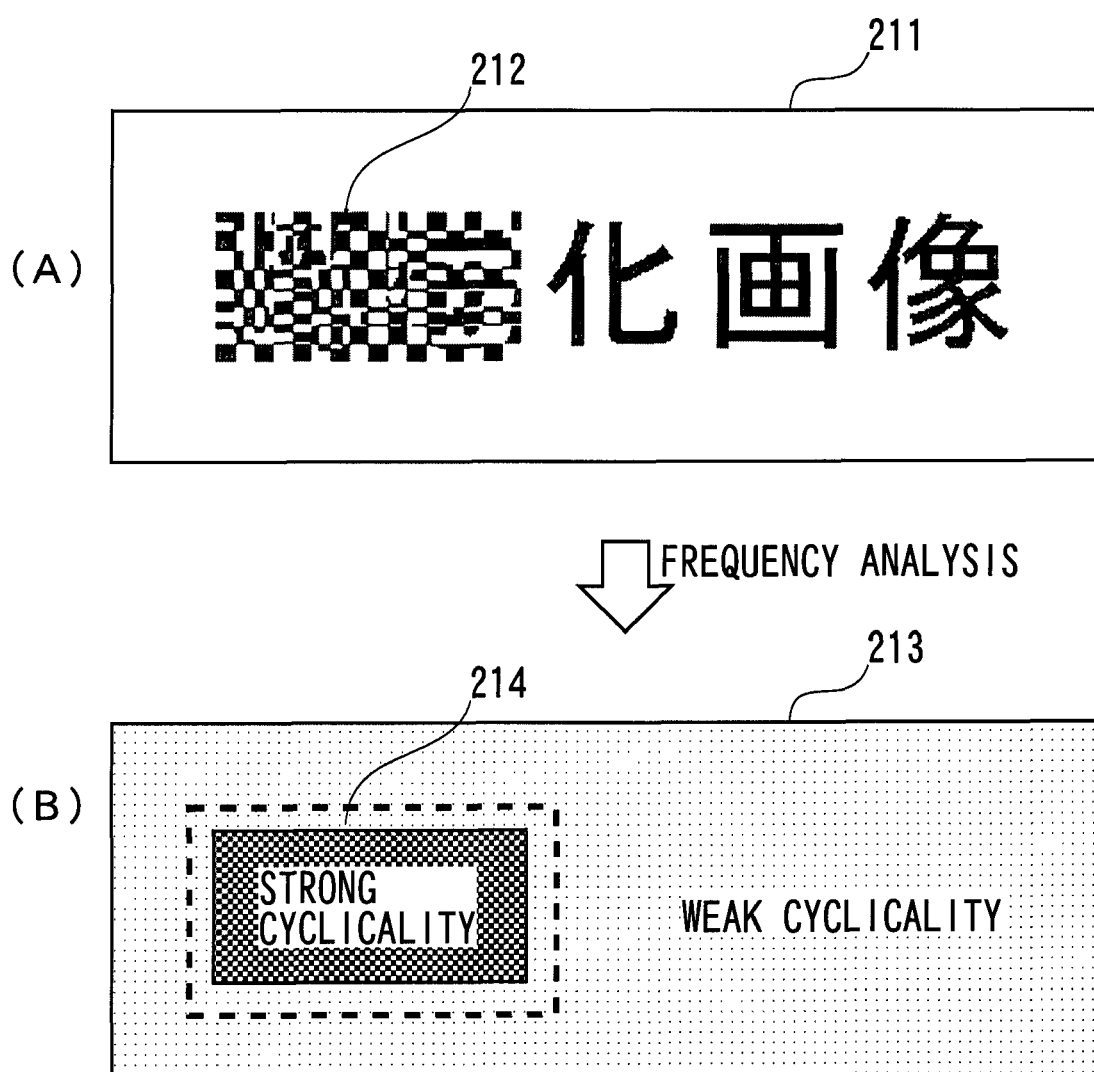 211
212
(A)
化画像
FREQUENCY ANALYSIS
213
214
(B)
STRONG
CYCLICALITY
WEAK CYCLICALITY